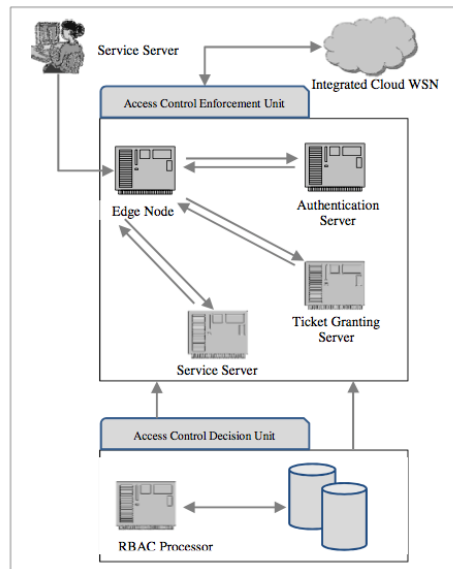 Service Server
Integrated Cloud WSN
Access Control Enforcement Unit
Edge Node
Authentication
Server
Ticket Granting
Server
Service Server
Access Control Decision Unit
RBAC Processor